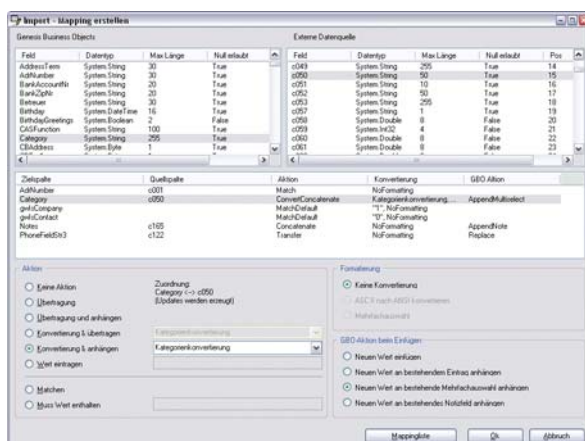 Import - Mapping erstellen
Genesis Business Objects
Externe Datenquelle
Feld Datentyp Max Länge Null erlaubt
AddressTerm System.String 30 True
AdrNumber System.String 30 True
BankAccountNr System.String 20 True
BankZipNr System.String 20 True
Betreuer System.String 30 True
Birthday System.DateTime 16 True
BirthdayGreetings System.Boolean 2 False
CASFunction System.String 100 True
Category System.String 255 True
CBAddress System.Byte 1 True
Feld Datentyp Max Länge Null erlaubt Pos
c049 System.String 255 True 14
c050 System.String 50 True 15
c051 System.String 10 True 16
c052 System.String 50 True 17
c053 System.String 255 True 18
c057 System.String 1 True 19
c058 System.Double 8 False 20
c059 System.Int32 4 False 21
c060 System.Double 8 False 22
c061 System.Double 8 False 23
Zielspalte Quellspalte Aktion Konvertierung GBO Aktion
AdrNumber c001 Match NoFormatting
Category c050 ConvertConcatenate Kategorienkonvertierung,... AppendMultiselect
gwIsCompany MatchDefault "1", NoFormatting
gwIsContact MatchDefault "0", NoFormatting
Notes c165 Concatenate NoFormatting AppendNote
PhoneFieldStr3 c122 Transfer NoFormatting Replace
Aktion
Keine Aktion
Zuordnung:
Category <-> c050
(Updates werden erzeugt)
Übertragung
Übertragung und anhängen
Konvertierung & übertragen Kategorienkonvertierung
Konvertierung & anhängen Kategorienkonvertierung
Wert eintragen
Matchen
Muss Wert enthalten
Formatierung
Keine Konvertierung
ASCII nach ANSI konvertieren
Mehrfachauswahl
GBO Aktion beim Einfügen
Neuen Wert einfügen
Neuen Wert an bestehendem Eintrag anhängen
Neuen Wert an bestehende Mehrfachauswahl anhängen
Neuen Wert an bestehendes Notizfeld anhängen
Mappingliste
Ok
Abbruch